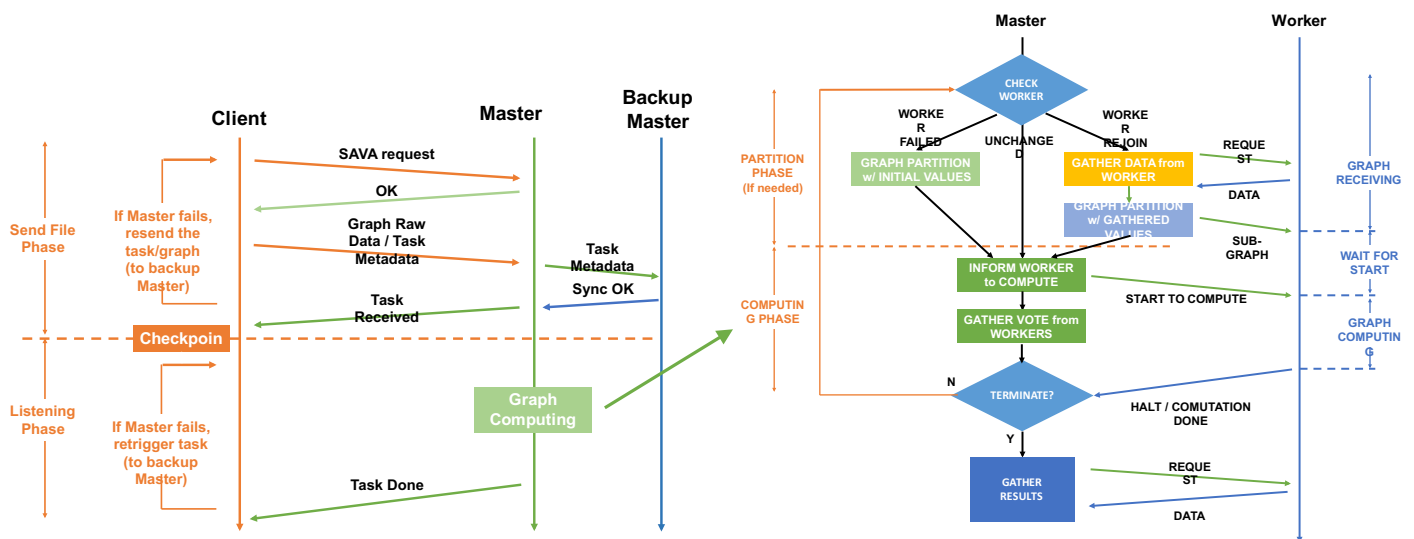 Client
Master
Backup
Master
SAVA request
OK
Graph Raw
Data / Task
Metadata
Task
Metadata
Sync OK
Task
Received
Send File
Phase
If Master fails,
resend the
task/graph
(to backup
Master)
Checkpoin
Listening
Phase
If Master fails,
retrigger task
(to backup
Master)
Graph
Computing
Task Done
Master
Worker
CHECK
WORKER
WORKE
R
FAILED
UNCHANGE
D
WORKE
R
REJOIN
PARTITION
PHASE
(If needed)
GRAPH PARTITION
w/ INITIAL VALUES
GATHER DATA from
WORKER
REQUE
ST
DATA
GRAPH PARTITION
w/ GATHERED
VALUES
SUB-
GRAPH
GRAPH
RECEIVING
WAIT FOR
START
INFORM WORKER
to COMPUTE
START TO COMPUTE
COMPUTIN
G PHASE
GATHER VOTE from
WORKERS
GRAPH
COMPUTIN
G
N
TERMINATE?
HALT / COMUTATION
DONE
Y
GATHER
RESULTS
REQUE
ST
DATA